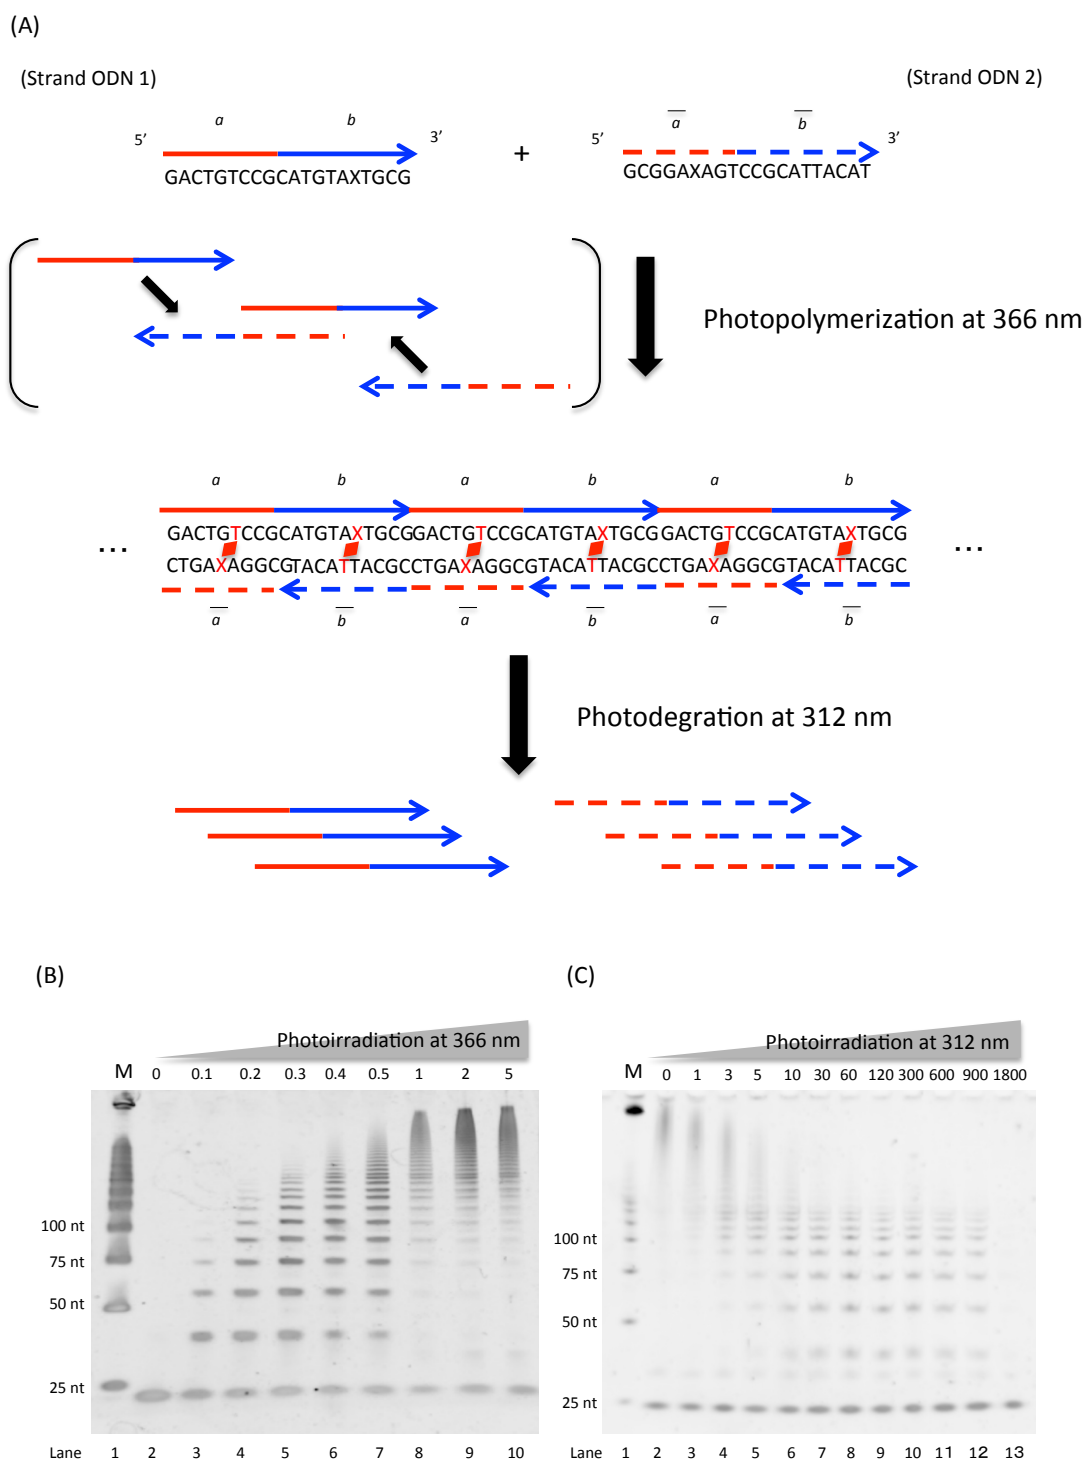 (A)
(Strand ODN 1)
(Strand ODN 2)
a b
a b
5’ 3’
5’ 3’
+
GACTGTCCGCATGTAXTGCG
GCGGAXAGTCCGCATTACAT
Photopolymerization at 366 nm
a b a b a b
GACTGTCCGCATGTAXTGCGGACTGTCCGCATGTAXTGCGGACTGTCCGCATGTAXTGCG
... ...
CTGAXAGGCGTACATTACGCCTGAXAGGCGTACATTACGCCTGAXAGGCGTACATTACGC
a b a b a b
Photodegration at 312 nm
(B)
Photoirradiation at 366 nm
M 0 0.1 0.2 0.3 0.4 0.5 1 2 5
100 nt
75 nt
50 nt
25 nt
Lane 1 2 3 4 5 6 7 8 9 10
(C)
Photoirradiation at 312 nm
M 0 1 3 5 10 30 60 120 300 600 900 1800
100 nt
75 nt
50 nt
25 nt
Lane 1 2 3 4 5 6 7 8 9 10 11 12 13